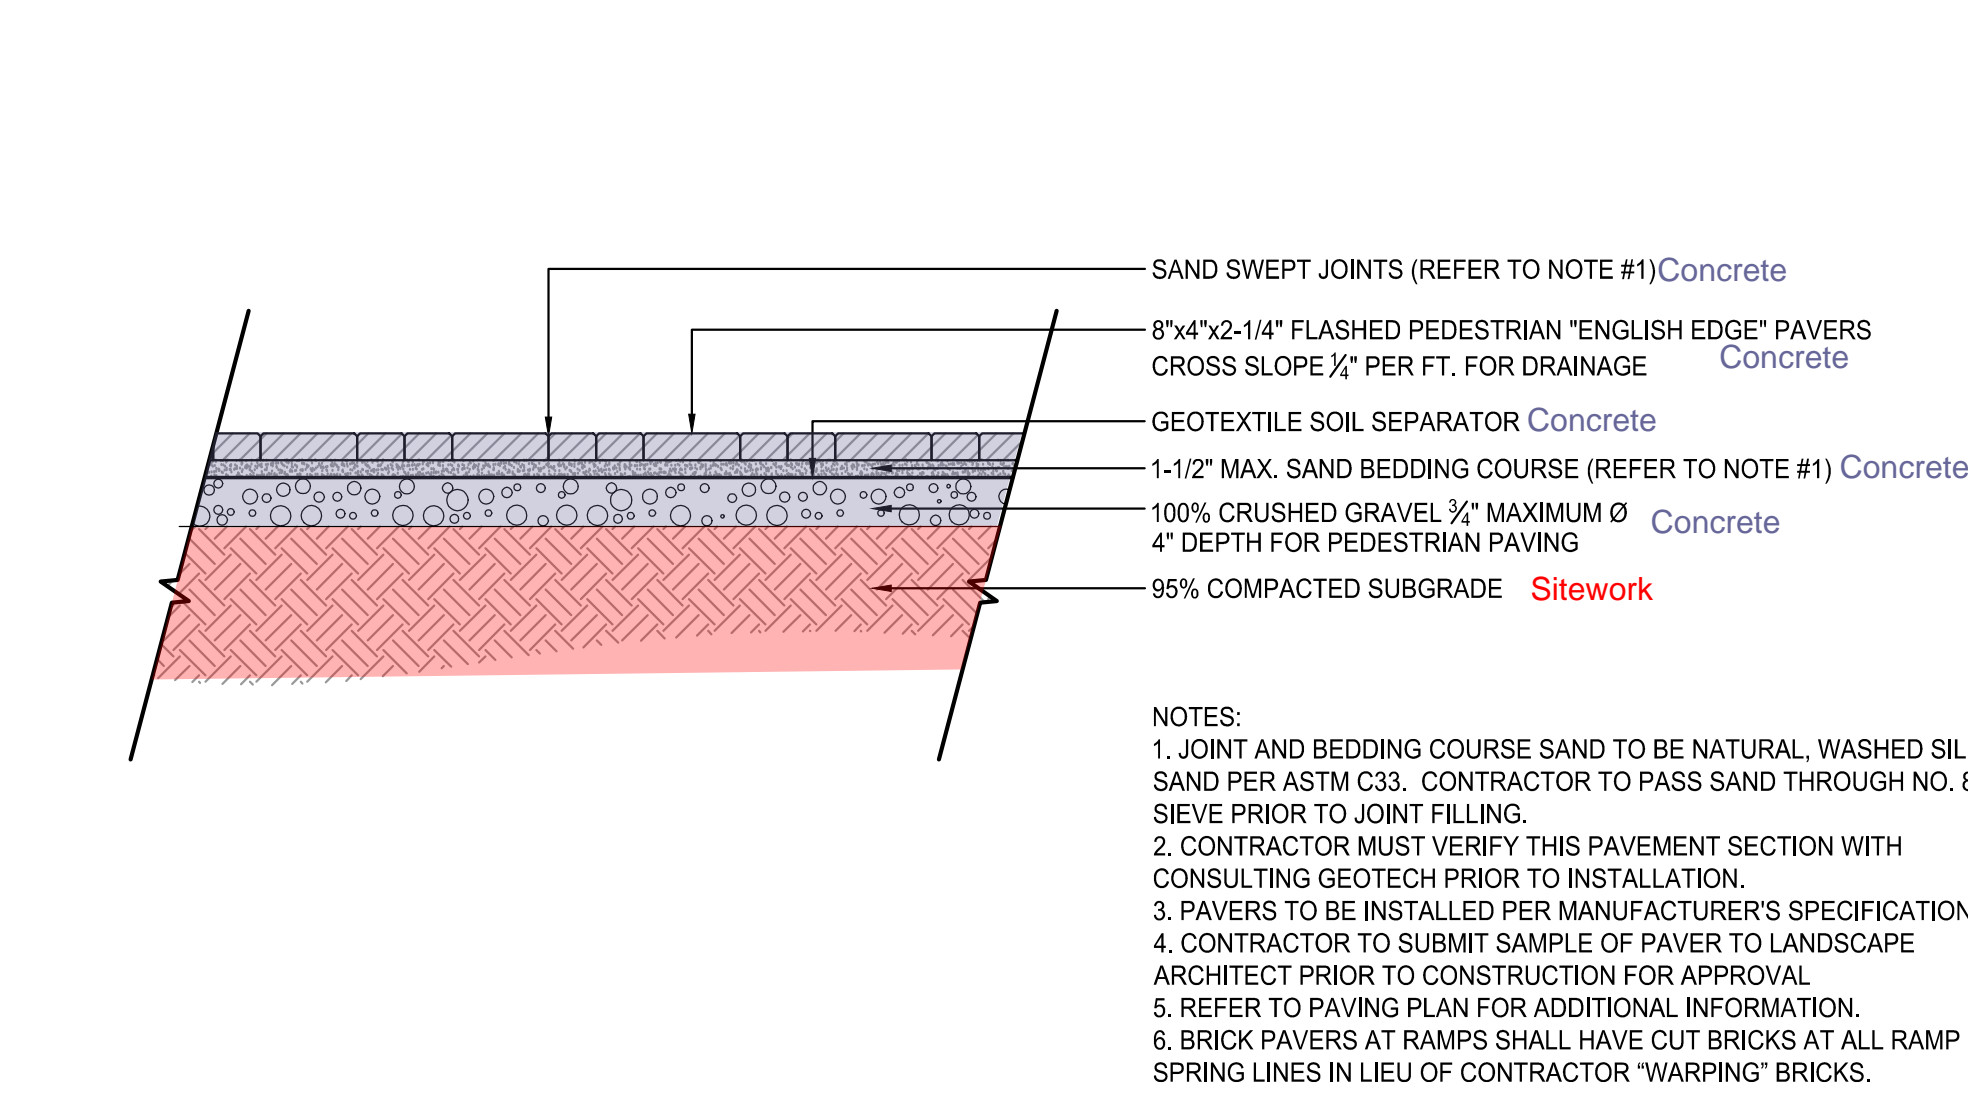 SAND SWEPT JOINTS (REFER TO NOTE #1) Concrete
8"x4"x2-1/4" FLASHED PEDESTRIAN "ENGLISH EDGE" PAVERS
CROSS SLOPE 1/4" PER FT. FOR DRAINAGE Concrete
GEOTEXTILE SOIL SEPARATOR Concrete
1-1/2" MAX. SAND BEDDING COURSE (REFER TO NOTE #1) Concrete
100% CRUSHED GRAVEL 3/4" MAXIMUM Ø Concrete
4" DEPTH FOR PEDESTRIAN PAVING
95% COMPACTED SUBGRADE Sitework
NOTES:
1. JOINT AND BEDDING COURSE SAND TO BE NATURAL, WASHED
SAND PER ASTM C33. CONTRACTOR TO PASS SAND THROUGH NO.
SIEVE PRIOR TO JOINT FILLING.
2. CONTRACTOR MUST VERIFY THIS PAVEMENT SECTION WITH
CONSULTING GEOTECH PRIOR TO INSTALLATION.
3. PAVERS TO BE INSTALLED PER MANUFACTURER'S SPECIFICATION
4. CONTRACTOR TO SUBMIT SAMPLE OF PAVER TO LANDSCAPE
ARCHITECT PRIOR TO CONSTRUCTION FOR APPROVAL
5. REFER TO PAVING PLAN FOR ADDITIONAL INFORMATION.
6. BRICK PAVERS AT RAMPS SHALL HAVE CUT BRICKS AT ALL RAMP
SPRING LINES IN LIEU OF CONTRACTOR “WARPING” BRICKS.